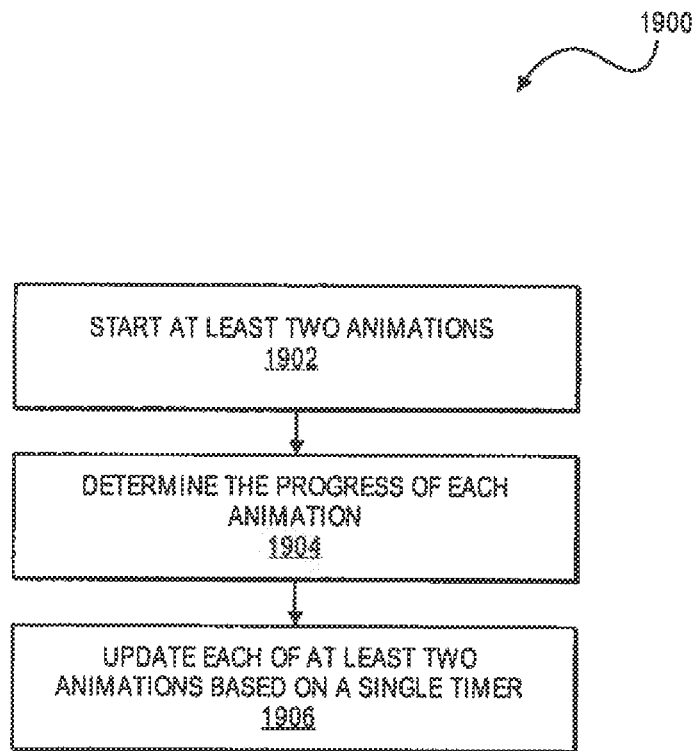 1900
START AT LEAST TWO ANIMATIONS
1902
DETERMINE THE PROGRESS OF EACH
ANIMATION
1904
UPDATE EACH OF AT LEAST TWO
ANIMATIONS BASED ON A SINGLE TIMER
1906